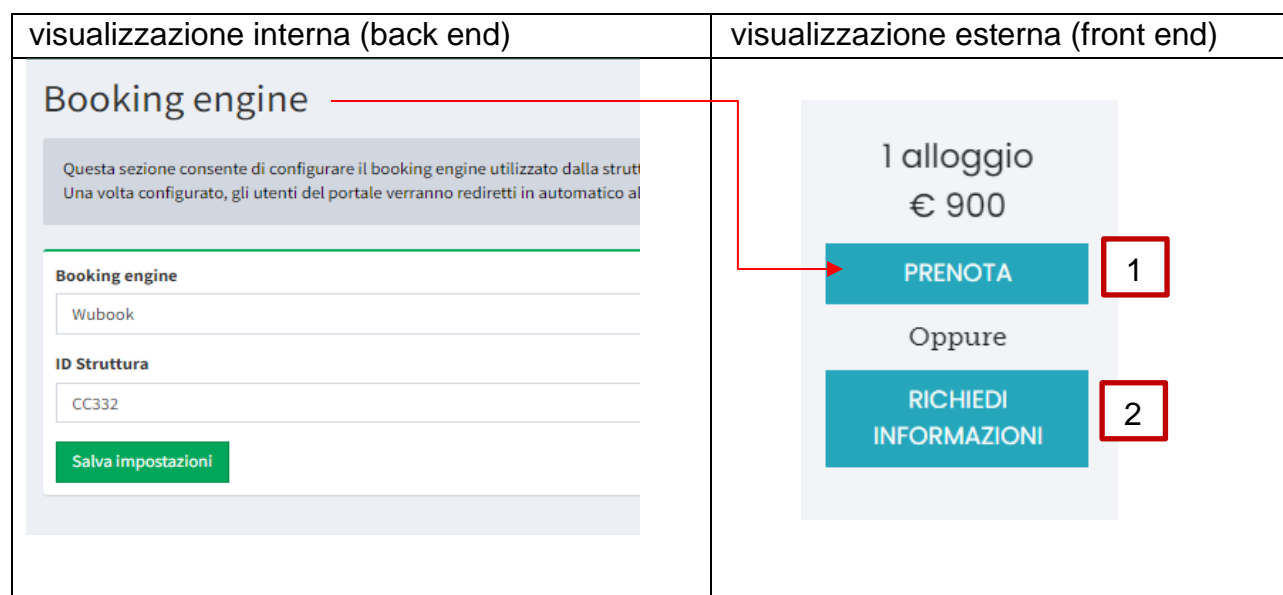 visualizzazione interna (back end)
visualizzazione esterna (front end)
Booking engine
Questa sezione consente di configurare il booking engine utilizzato dalla
Una volta configurato, gli utenti del portale verranno rediretti in automatico
Booking engine
Wubook
ID Struttura
CC332
Salva impostazioni
1 alloggio
€ 900
PRENOTA
1
Oppure
RICHIEDI
INFORMAZIONI
2